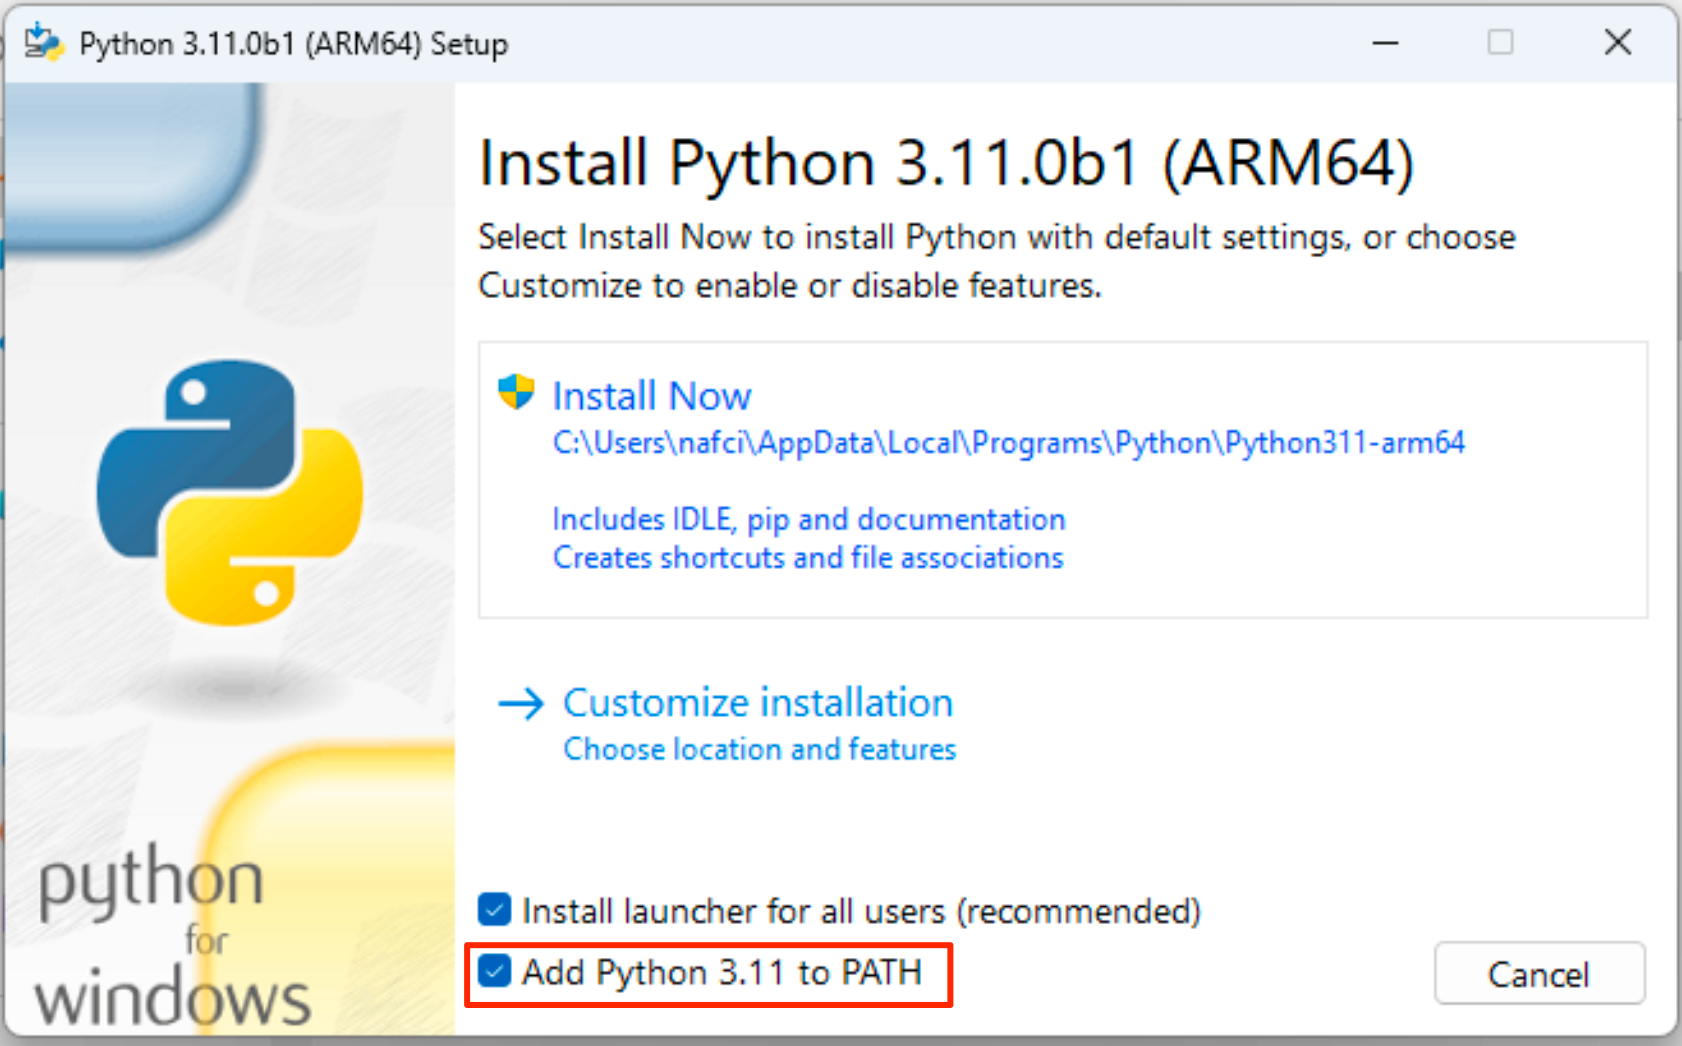 Python 3.11.0b1 (ARM64) Setup
Install Python 3.11.0b1 (ARM64)
Select Install Now to install Python with default settings, or choose
Customize to enable or disable features.
Install Now
C:\Users\nafci\AppData\Local\Programs\Python\Python311-arm64
Includes IDLE, pip and documentation
Creates shortcuts and file associations
Customize installation
Choose location and features
python
for
windows
Install launcher for all users (recommended)
Add Python 3.11 to PATH
Cancel